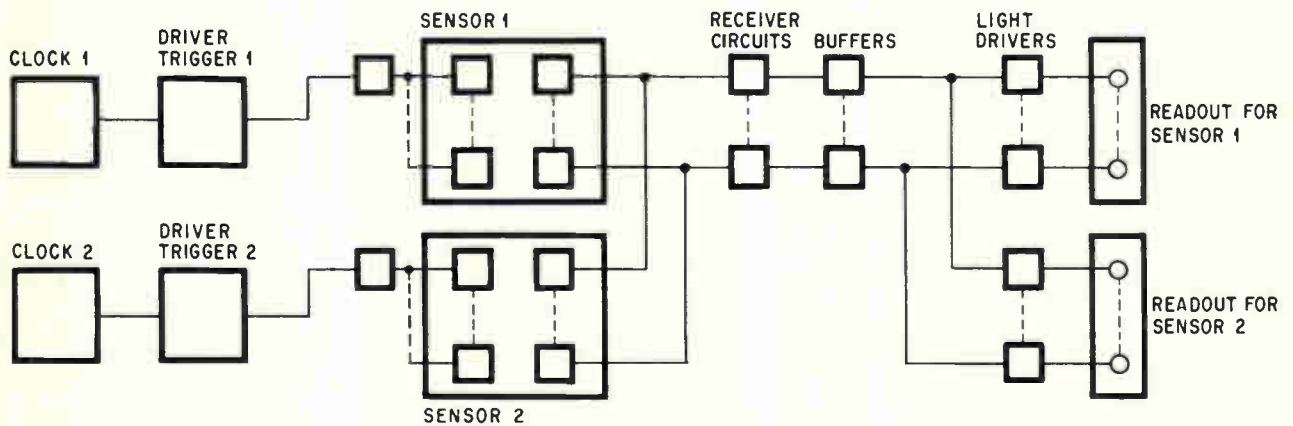 SENSOR 1
RECEIVER
CIRCUITS
BUFFERS
LIGHT
DRIVERS
CLOCK 1
DRIVER
TRIGGER 1
READOUT FOR
SENSOR 1
CLOCK 2
DRIVER
TRIGGER 2
READOUT FOR
SENSOR 2
SENSOR 2